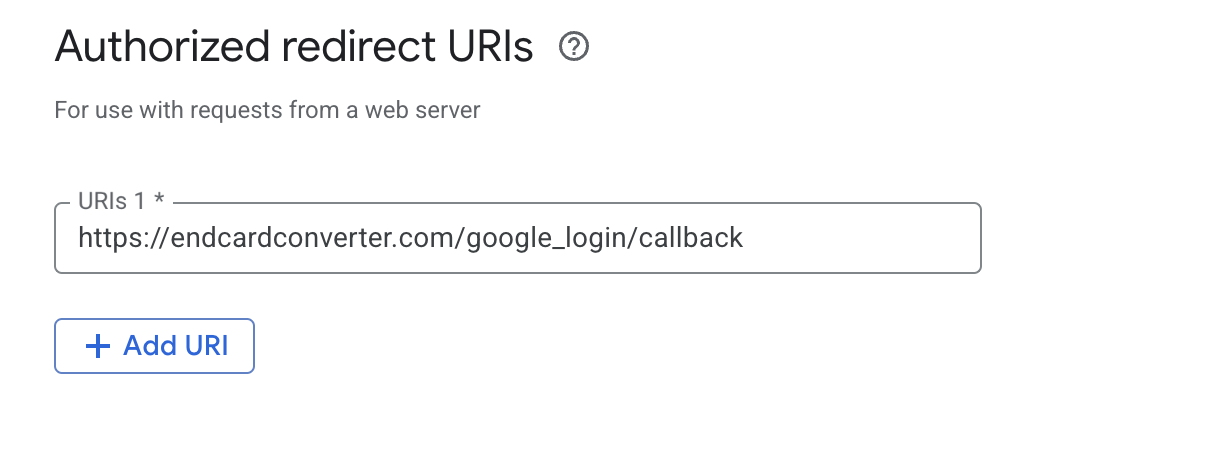 Authorized redirect URIs
For use with requests from a web server
URIs 1 *
https://endcardconverter.com/google_login/callback
Add URI